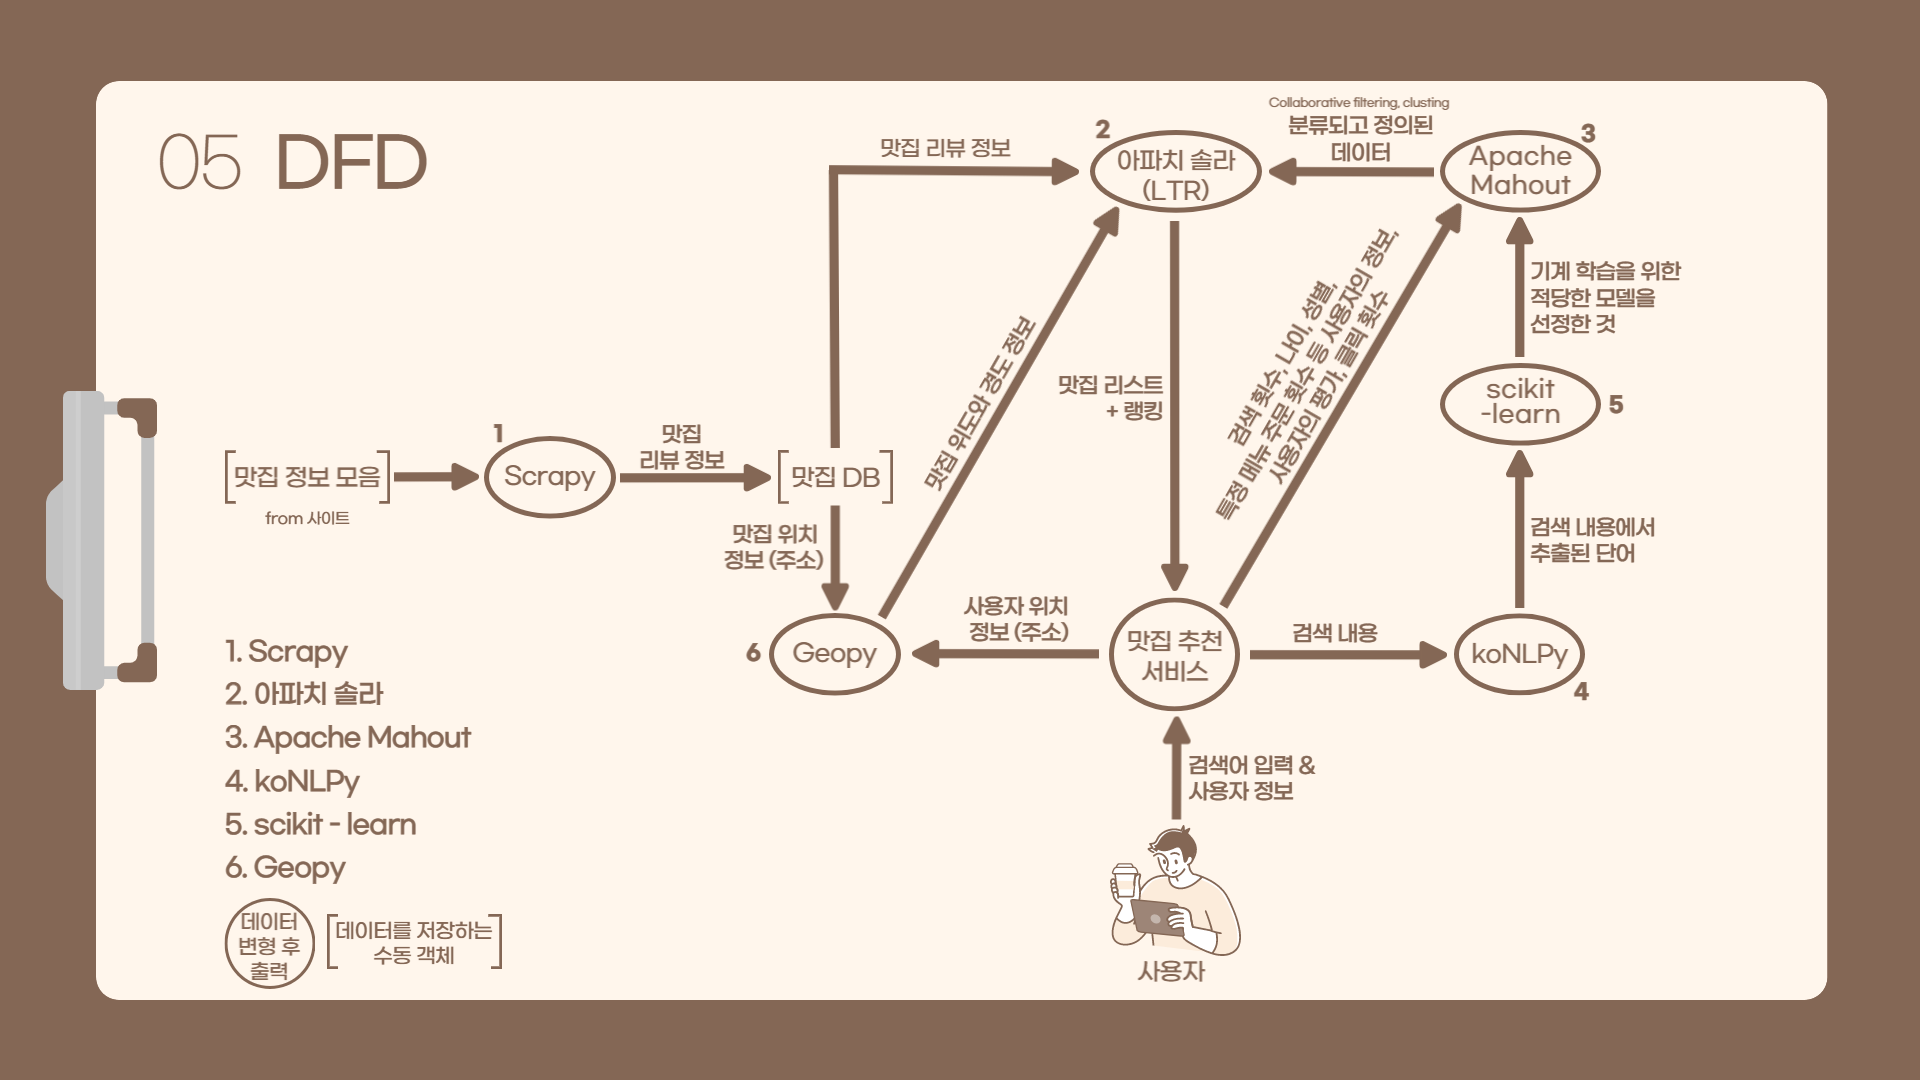 05 DFD
Collaborative filtering, clusting
분류되고 정의된
데이터
맛집 리뷰 정보
2
아파치 솔라
(LTR)
3
Apache
Mahout
기계 학습을 위한
적당한 모델을
선정한 것
검색 횟수, 나이, 성별,
특정 메뉴 주문 횟수 등 사용자의 정보,
사용자의 평가, 클릭 횟수
맛집 위도와 경도 정보
맛집 리스트
+ 랭킹
scikit
-learn
5
[맛집 정보 모음]
from 사이트
1
Scrapy
맛집
리뷰 정보
[맛집 DB]
맛집 위치
정보 (주소)
검색 내용에서
추출된 단어
6
Geopy
사용자 위치
정보 (주소)
맛집 추천
서비스
검색 내용
koNLPy
4
검색어 입력 &
사용자 정보
사용자
1. Scrapy
2. 아파치 솔라
3. Apache Mahout
4. koNLPy
5. scikit - learn
6. Geopy
데이터
변형 후
출력
데이터를 저장하는
수동 객체